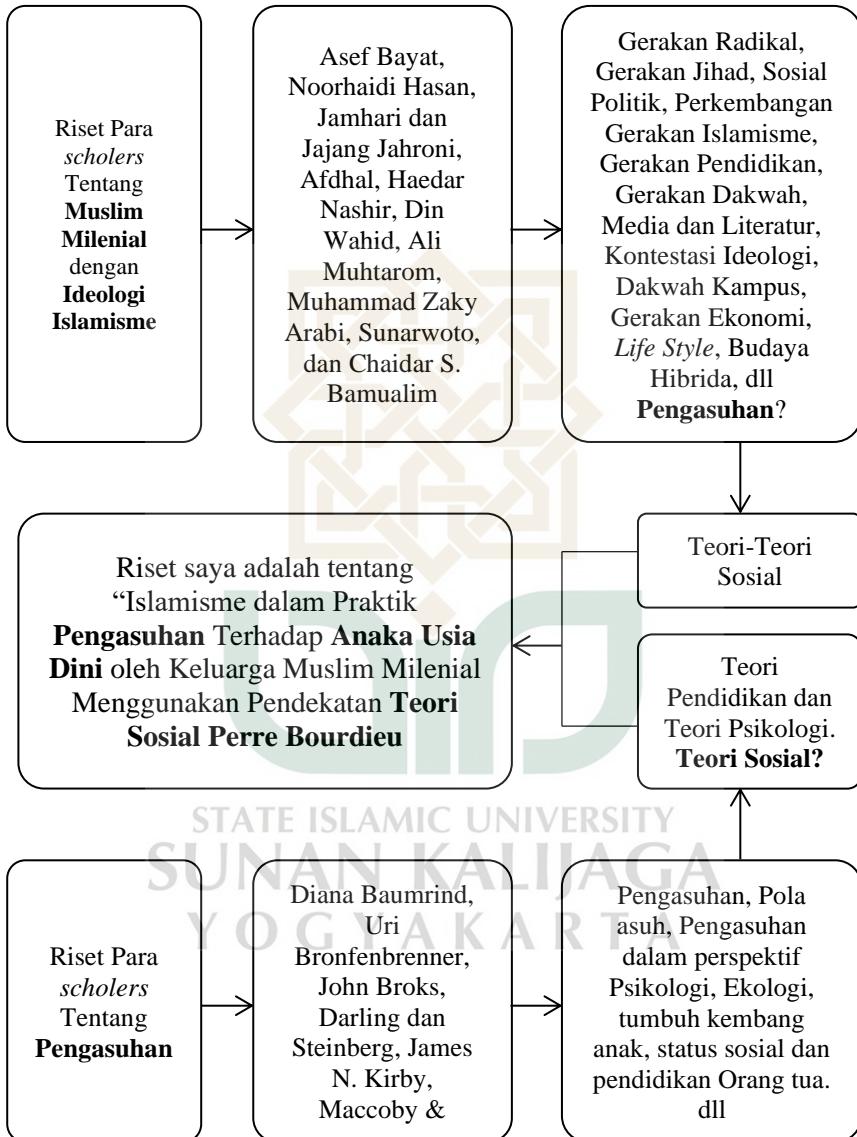 Riset Para
scholers
Tentang
Muslim
Milenial
dengan
Ideologi
Islamisme
Asef Bayat,
Noorhaidi Hasan,
Jamhari dan
Jajang Jahroni,
Afdhal, Haedar
Nashir, Din
Wahid, Ali
Muhtarom,
Muhammad Zaky
Arabi, Sunarwoto,
dan Chaidar S.
Bamualim
Gerakan Radikal,
Gerakan Jihad, Sosial
Politik, Perkembangan
Gerakan Islamisme,
Gerakan Pendidikan,
Gerakan Dakwah,
Media dan Literatur,
Kontestasi Ideologi,
Dakwah Kampus,
Gerakan Ekonomi,
Life Style, Budaya
Hibrida, dll
Pengasuhan?
Riset saya adalah tentang
“Islamisme dalam Praktik
Pengasuhan Terhadap Anaka Usia
Dini oleh Keluarga Muslim Milenial
Menggunakan Pendekatan Teori
Sosial Perre Bourdieu
Teori-Teori
Sosial
Teori
Pendidikan dan
Teori Psikologi.
Teori Sosial?
STATE ISLAMIC UNIVERSITY
SUNAN KALIJAGA
YOGYAKARTA
Riset Para
scholers
Tentang
Pengasuhan
Diana Baumrind,
Uri
Bronfenbrenner,
John Broks,
Darling dan
Steinberg, James
N. Kirby,
Maccoby &
Pengasuhan, Pola
asuh, Pengasuhan
dalam perspektif
Psikologi, Ekologi,
tumbuh kembang
anak, status sosial dan
pendidikan Orang tua.
dll